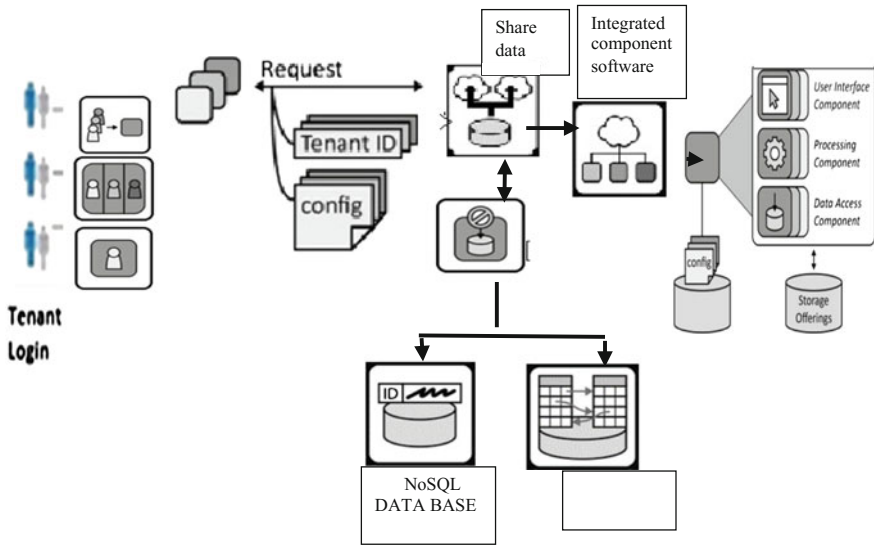 Share
data
Integrated
component
software
Request
Tenant ID
config
User Interface
Component
Processing
Component
Data Access
Component
config
Storage
Offerings
Tenant
Login
ID
NoSQL
DATA BASE